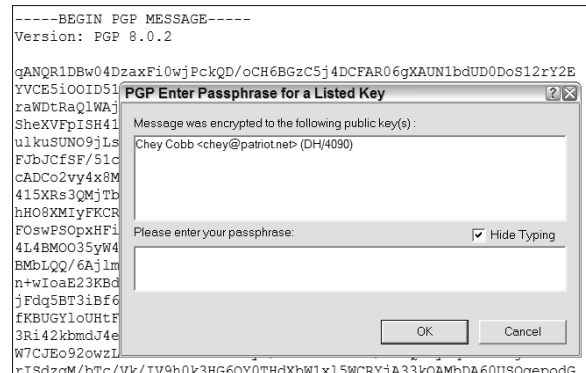 -----BEGIN PGP MESSAGE-----
Version: PGP 8.0.2
qANQR1DBw04DzaxFi0wjPckQD/oCH6BGzC5j4DCFAR06gXAUN1bdUD0DoS12rY2E
YVCE5iOOID51
PGP Enter Passphrase for a Listed Key
raWDtRaQlWAj
SheXVFpISH41
Message was encrypted to the following public key(s) :
ulkuSUNO9jLs
Chey Cobb <chey@patriot.net> (DH/4090)
FJbJCfSF/51c
cADCo2vy4x8M
415XRs3QMjTb
hHO8XMIyFKCR
FOswPSOpxHFi
Please enter your passphrase:
Hide Typing
4L4BMOO35yW4
BMbLQQ/6Ajlm
n+wIoaE23KBd
jFdq5BT3iBf6
fKBUGYloUHtF
3Ri42kbmdJ4e
OK
Cancel
W7CJEo92owzL